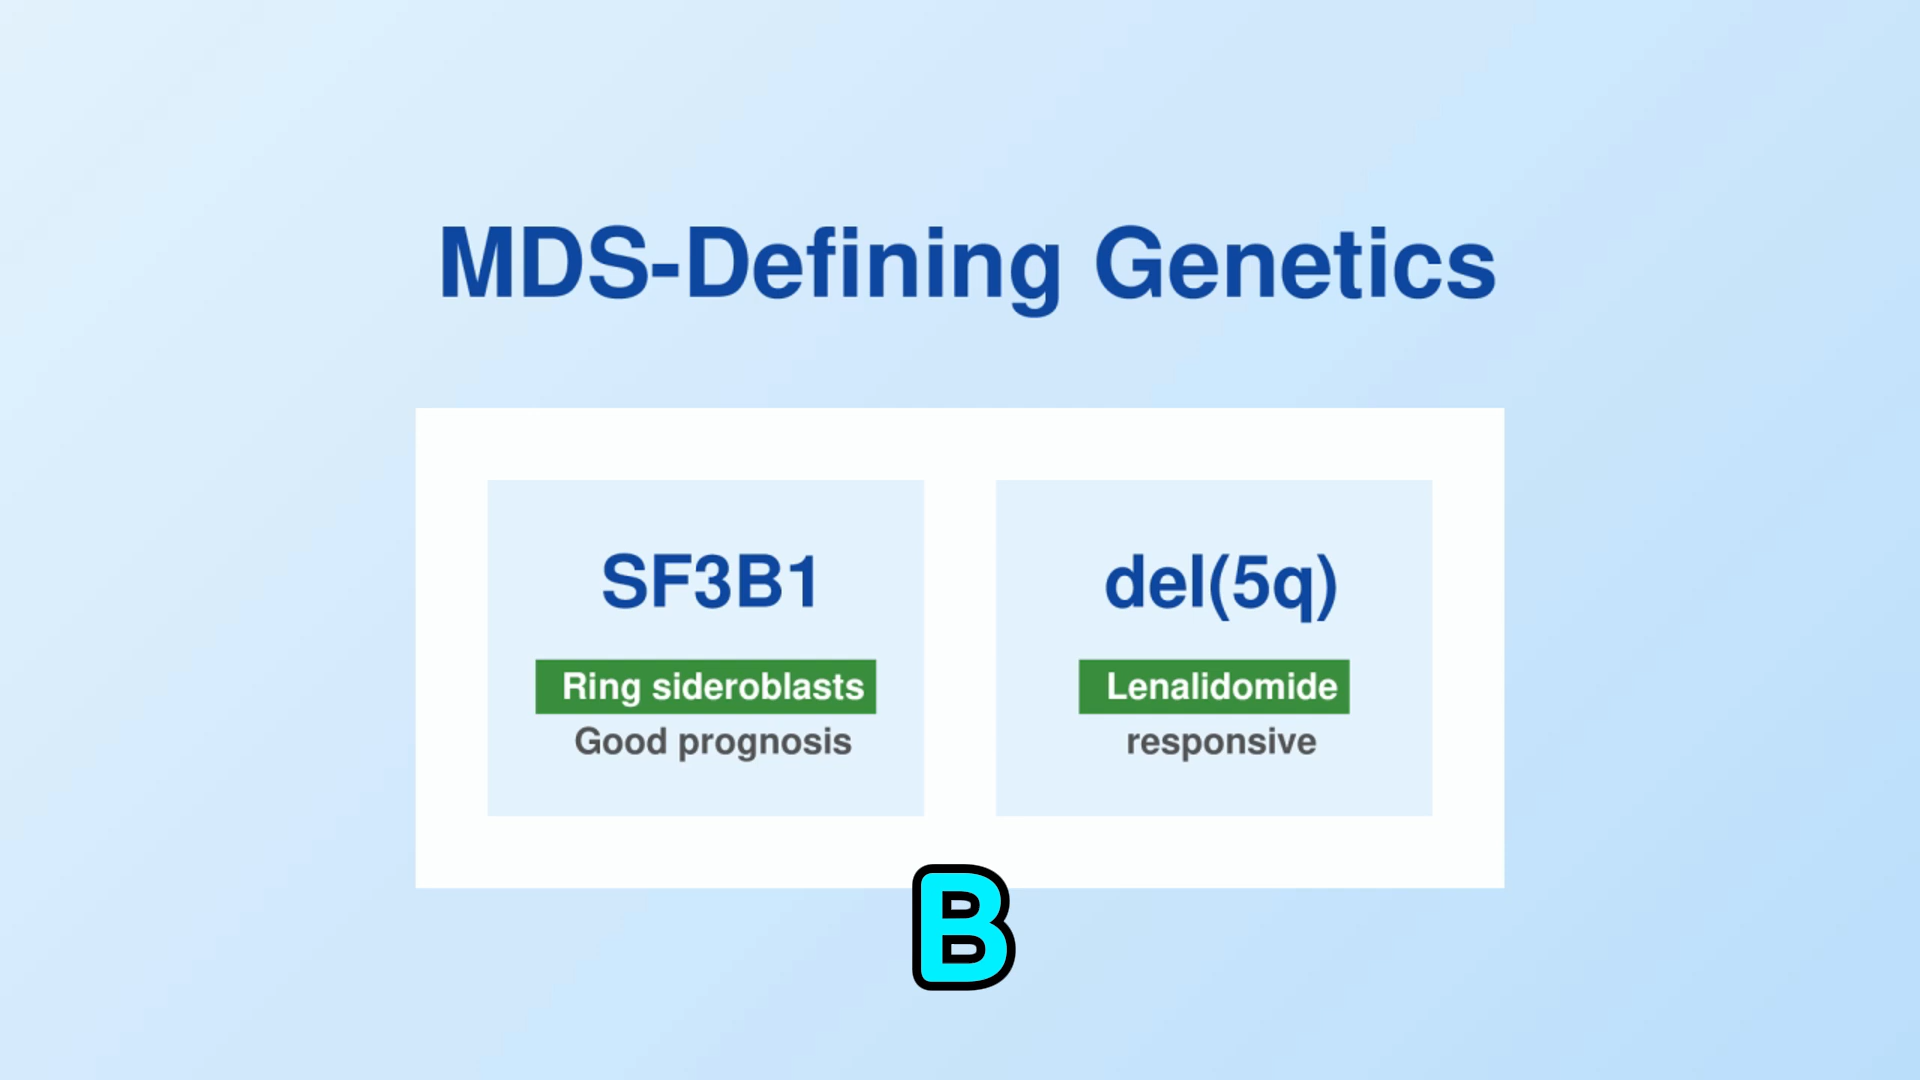 MDS-Defining Genetics
SF3B1
Ring sideroblasts
Good prognosis
del(5q)
Lenalidomide
responsive
B